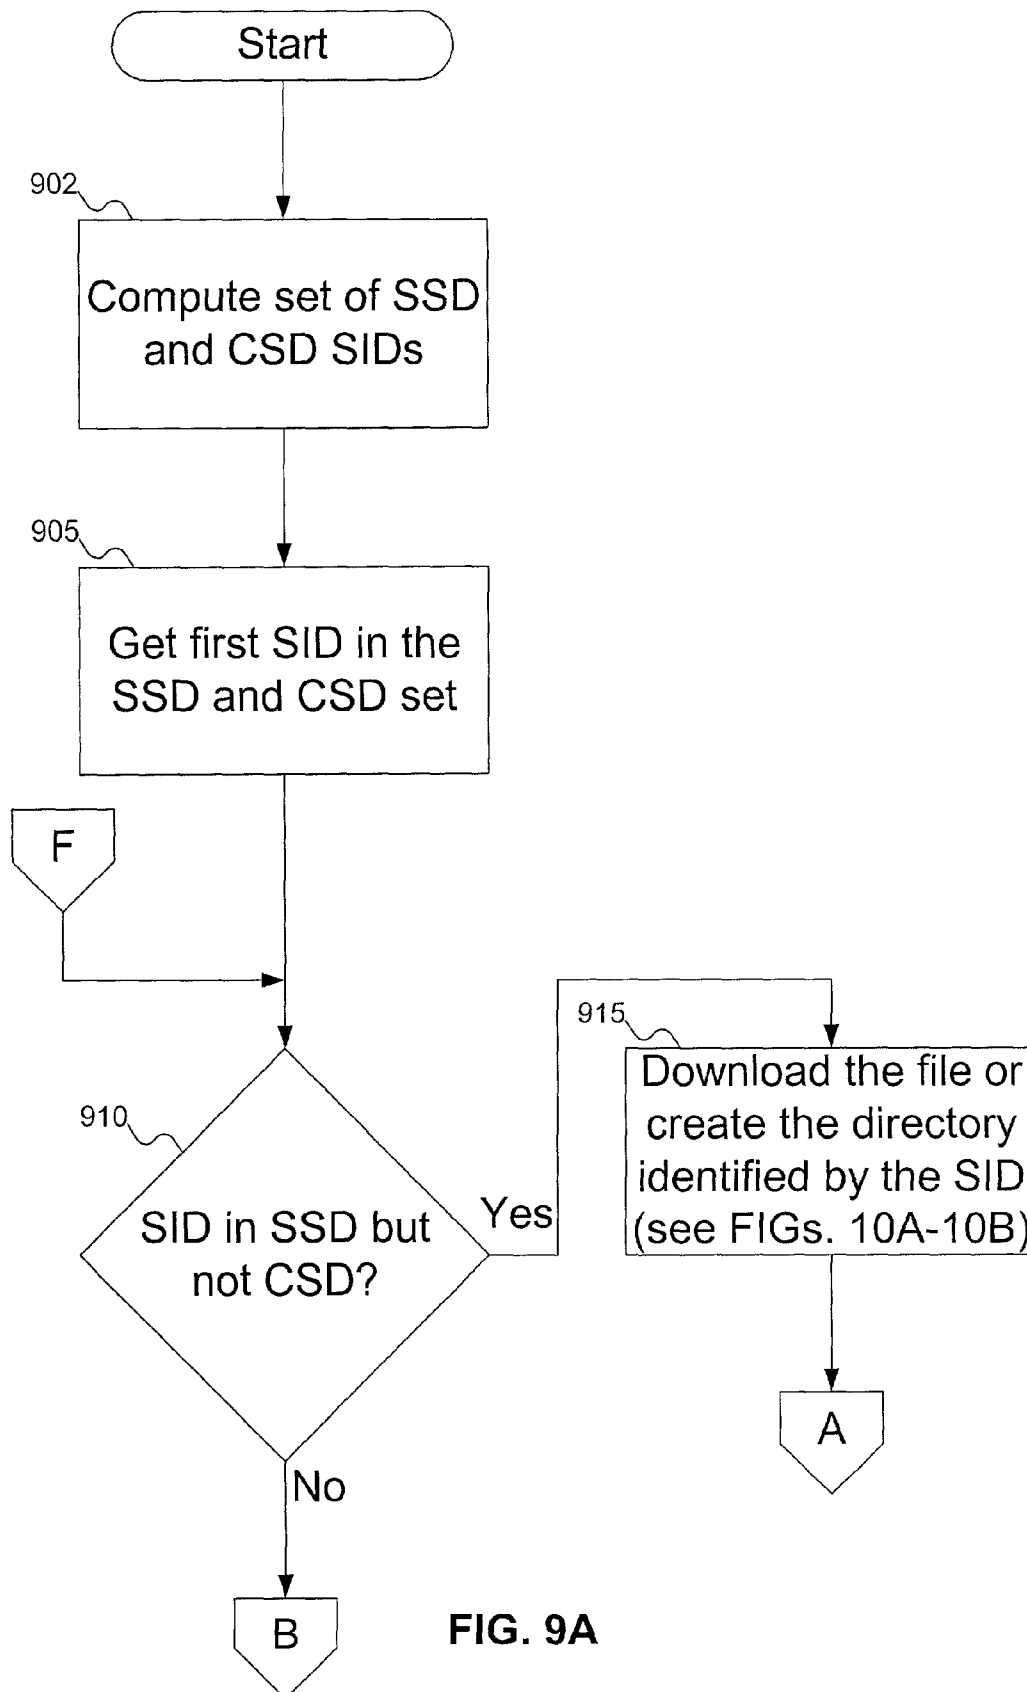 Start
902
Compute set of SSD
and CSD SIDs
905
Get first SID in the
SSD and CSD set
F
910
SID in SSD but
not CSD?
Yes
915
Download the file or
create the directory
identified by the SID
(see FIGs. 10A-10B)
A
No
B
FIG. 9A